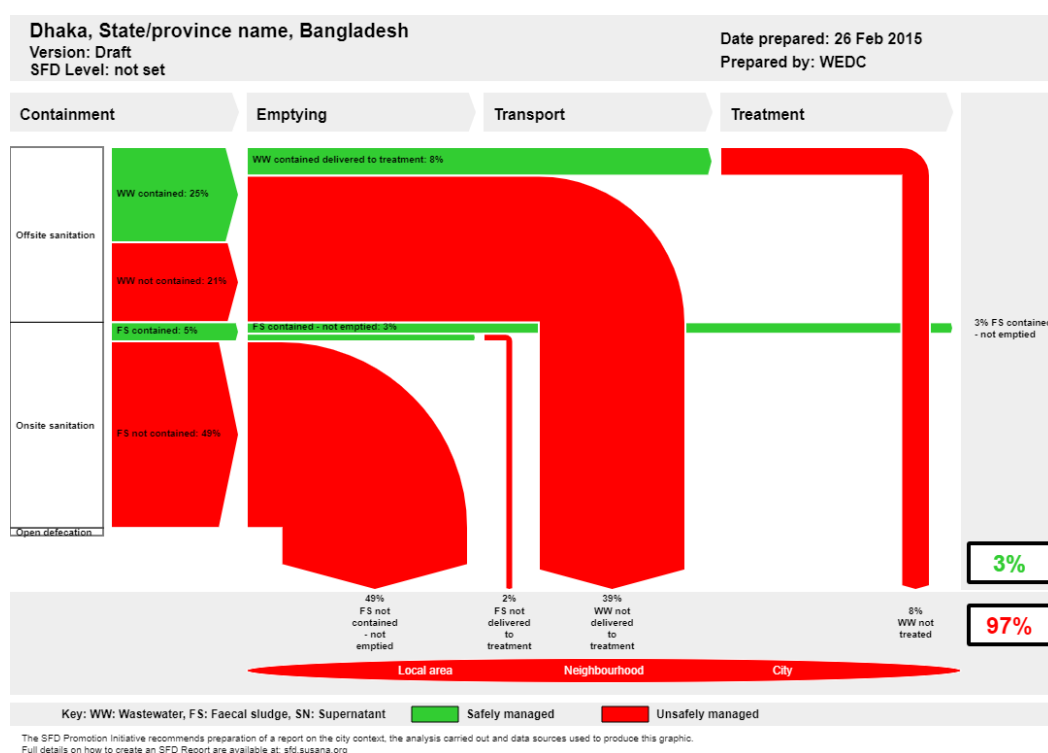 Dhaka, State/province name, Bangladesh
Version: Draft
SFD Level: not set
Date prepared: 26 Feb 2015
Prepared by: WEDC
Containment
Emptying
Transport
Treatment
Offsite sanitation
WW contained: 25%
WW not contained: 21%
WW contained delivered to treatment: 8%
FS contained: 5%
FS contained - not emptied: 3%
3% FS contained
- not emptied
Onsite sanitation
FS not contained: 49%
Open defecation
3%
97%
49%
FS not
contained
- not
emptied
2%
FS not
delivered
to
treatment
39%
WW not
delivered
to
treatment
8%
WW not
treated
Local area
Neighbourhood
City
Key: WW: Wastewater, FS: Faecal sludge, SN: Supernatant
Safely managed
Unsafely managed
The SFD Promotion Initiative recommends preparation of a report on the city context, the analysis carried out and data sources used to produce this graphic.
Full details on how to create an SFD Report are available at: sfd.susana.org